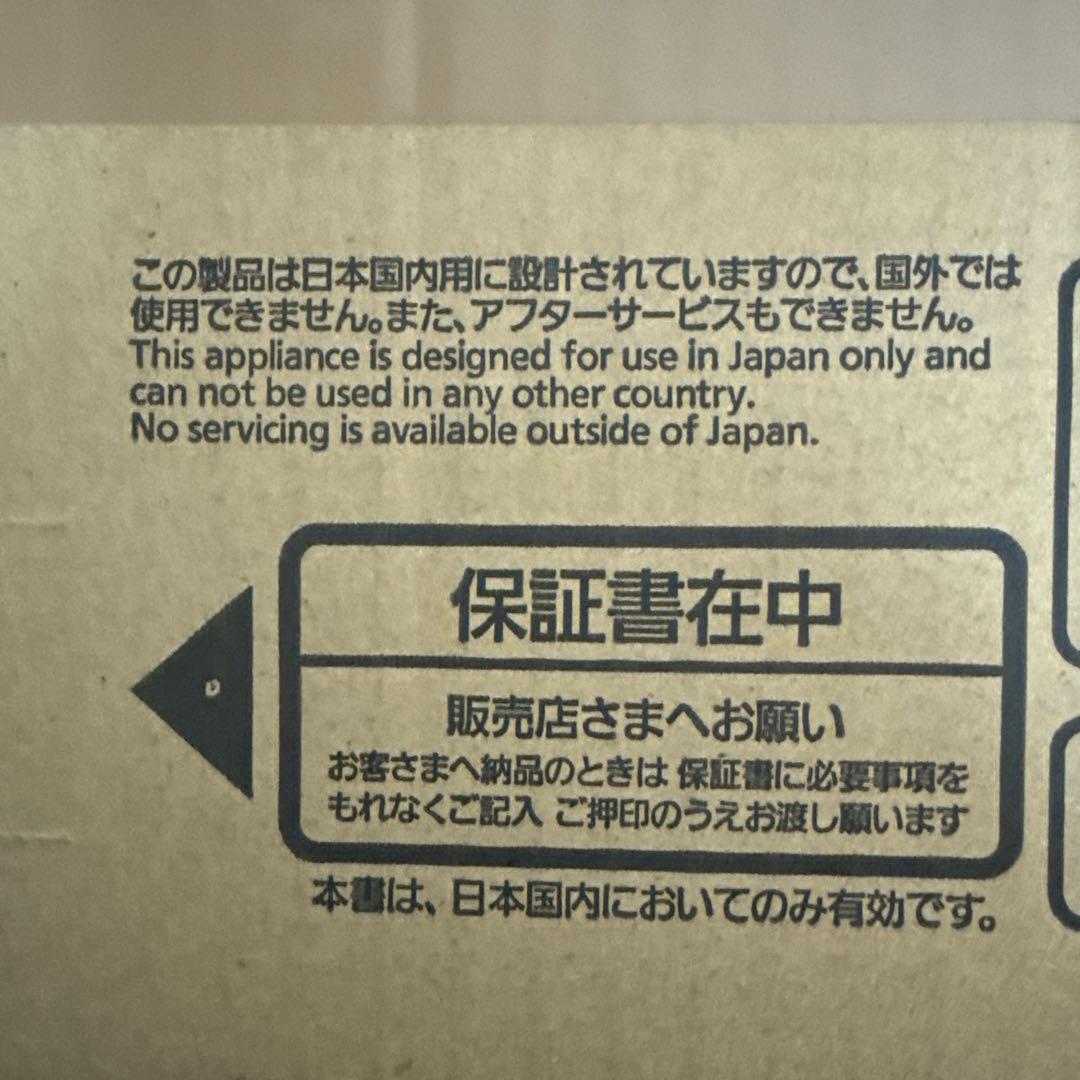 この製品は日本国内用に設計されていますので、国外では
使用できません。また、アフターサービスもできません。
This appliance is designed for use in Japan only and
can not be used in any other country.
No servicing is available outside of Japan.
保証書在中
販売店さまへお願い
お客さまへ納品のときは 保証書に必要事項を
もれなくご記入 ご押印のうえお渡し願います
本書は、日本国内においてのみ有効です。